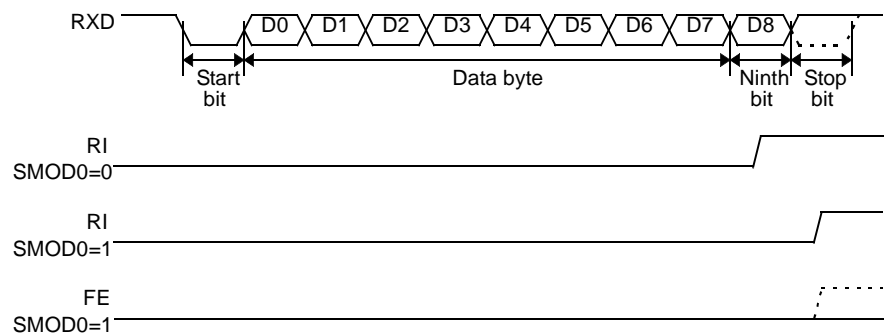 RXD D0 D1 D2 D3 D4 D5 D6 D7 D8
Start bit
Data byte
Ninth bit
Stop bit
RI
SMOD0=0
RI
SMOD0=1
FE
SMOD0=1